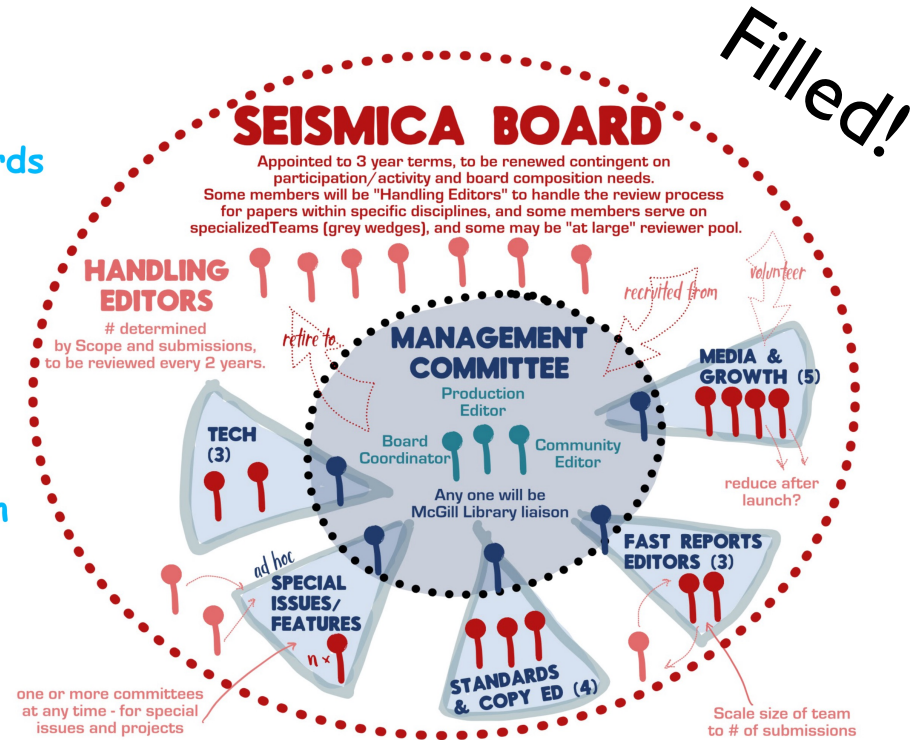 Filled!
rds
n
SEISMICA BOARD
Appointed to 3 year terms, to be renewed contingent on
participation/activity and board composition needs.
Some members will be "Handling Editors" to handle the review process
for papers within specific disciplines, and some members serve on
specializedTeams (grey wedges), and some may be "at large" reviewer pool.
HANDLING
EDITORS
# determined
by Scope and submissions,
to be reviewed every 2 years.
retire to
recruited from
volunteer
MANAGEMENT
COMMITTEE
Production
Editor
Board
Coordinator
Community
Editor
Any one will be
McGill Library liaison
MEDIA &
GROWTH (5)
reduce after
launch?
TECH
(3)
ad hoc
SPECIAL
ISSUES/
FEATURES
n x
STANDARDS
& COPY ED (4)
FAST REPORTS
EDITORS (3)
one or more committees
at any time - for special
issues and projects
Scale size of team
to # of submissions